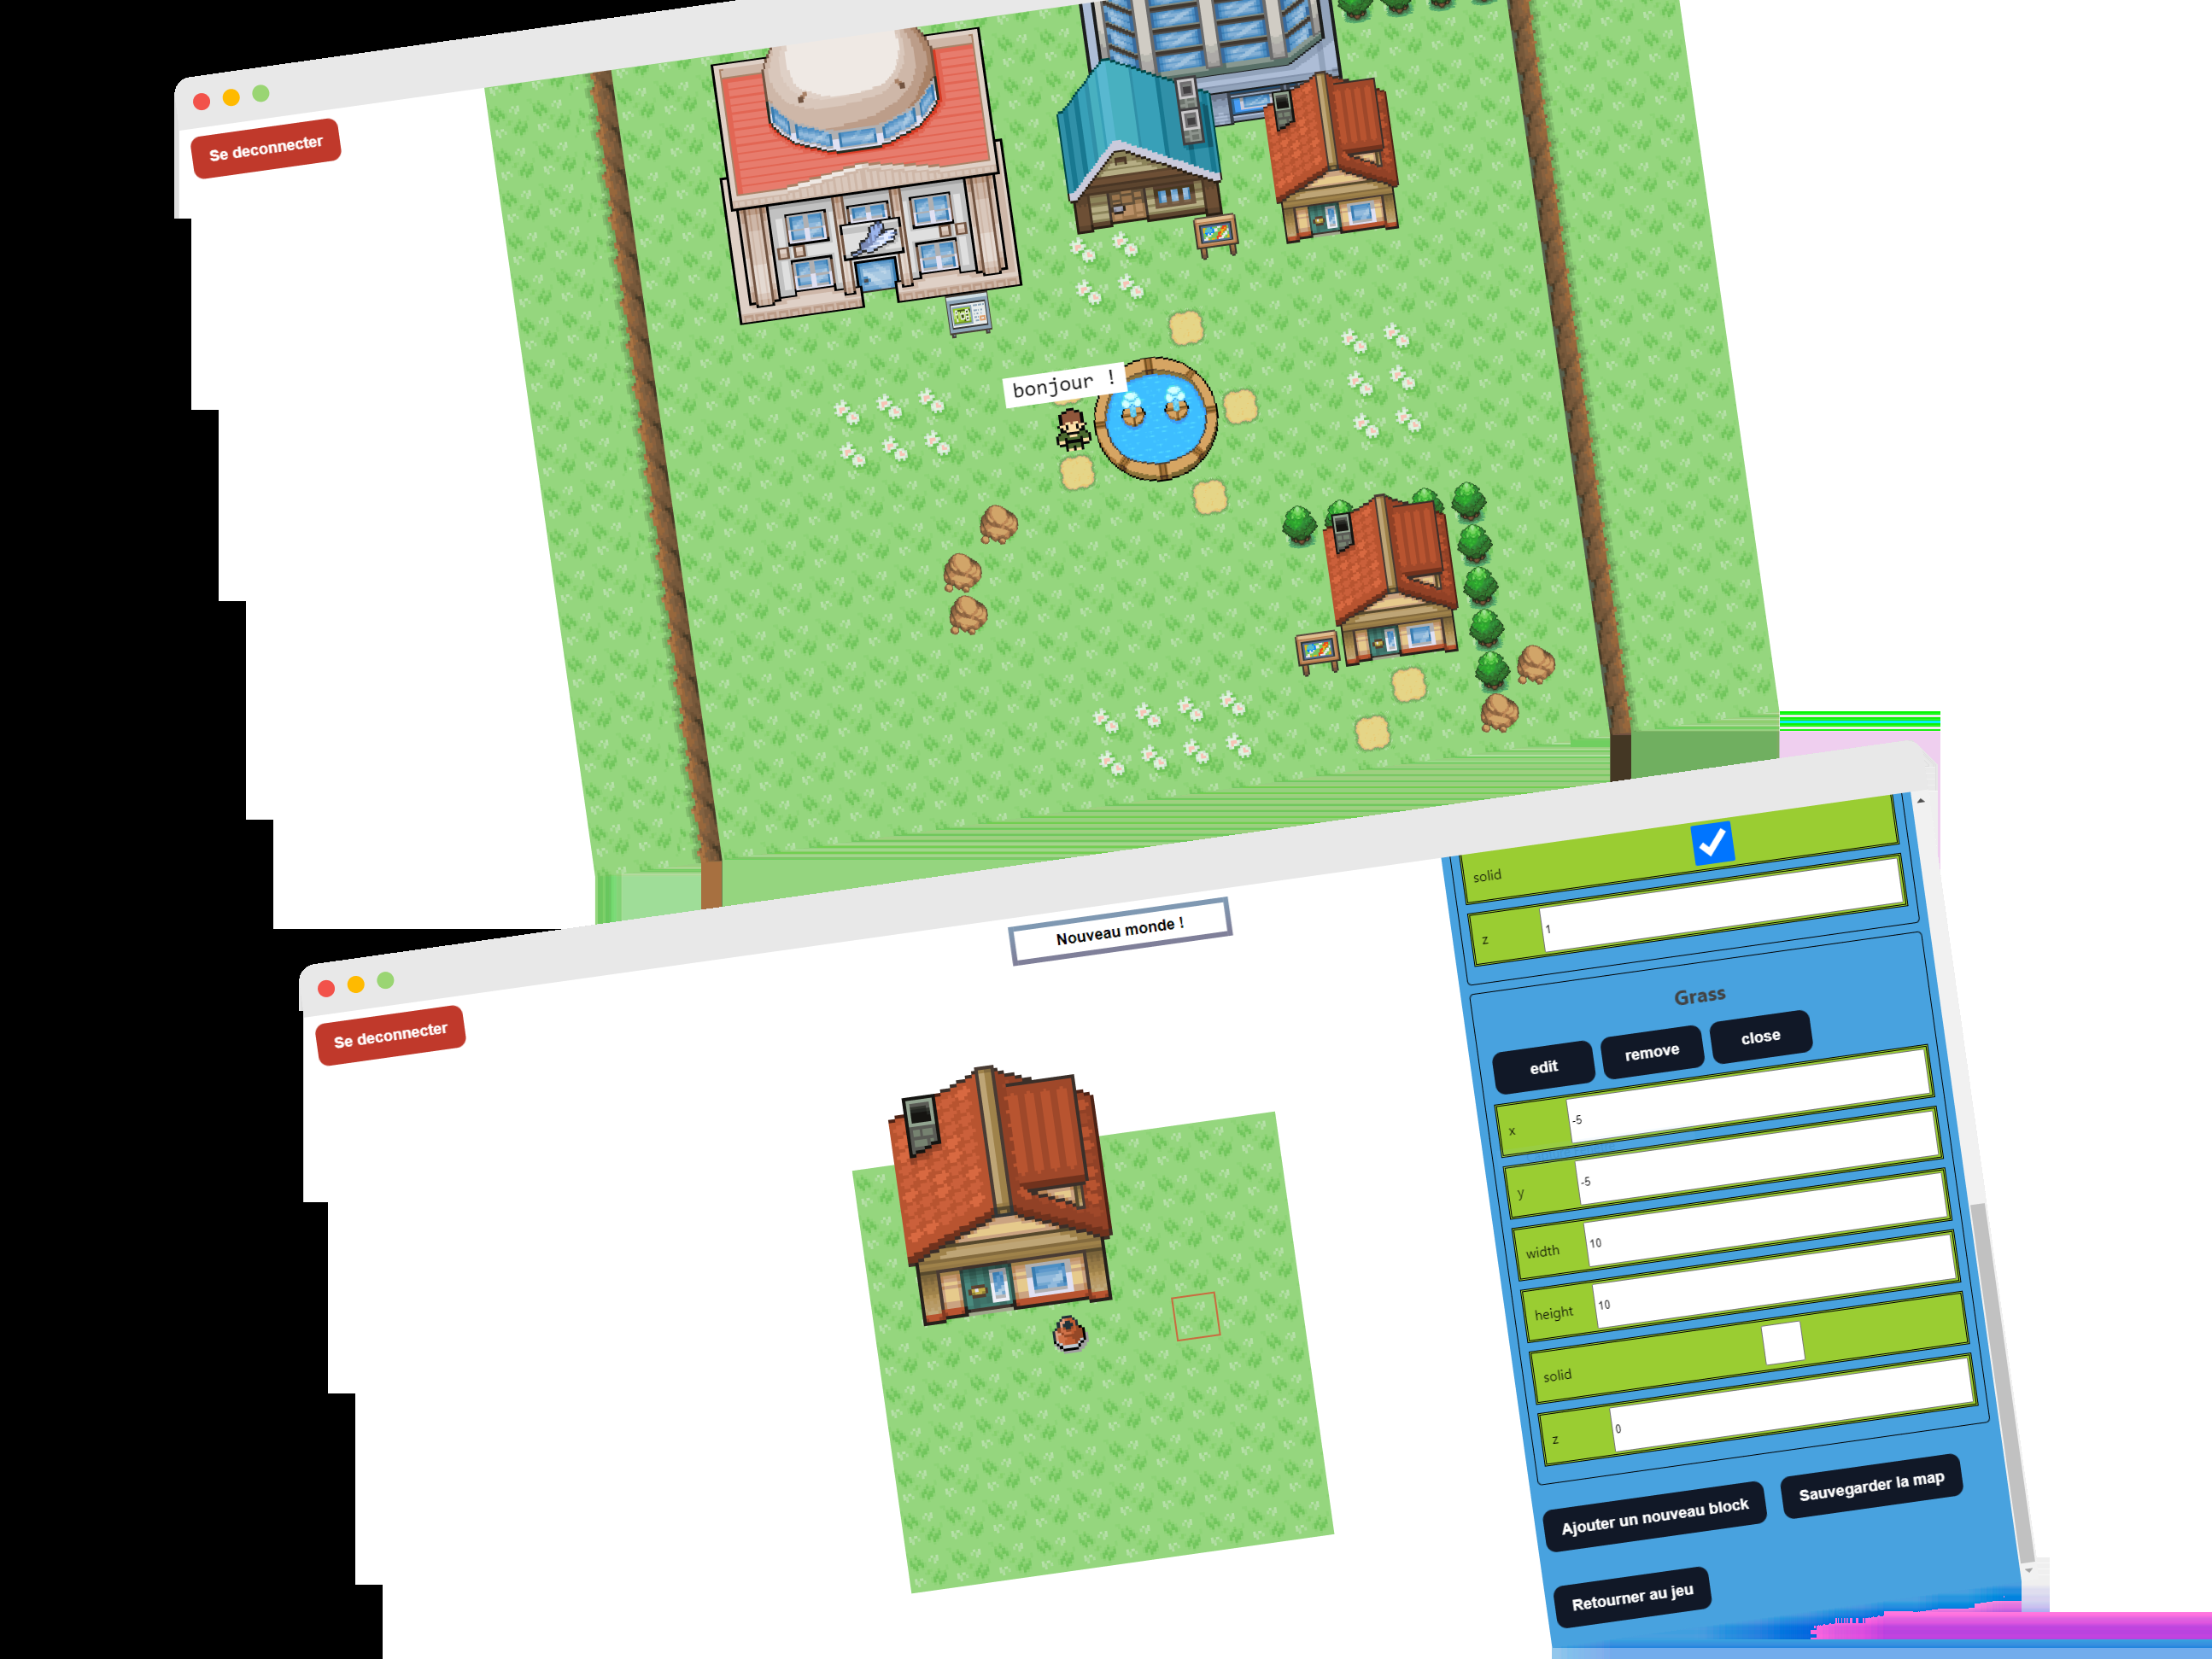 Se deconnecter
bonjour !
Nouveau monde !
Se deconnecter
solid
z 1
Grass
edit remove close
x -5
y -5
width 10
height 10
solid
z 0
Ajouter un nouveau block Sauvegarder la map
Retourner au jeu